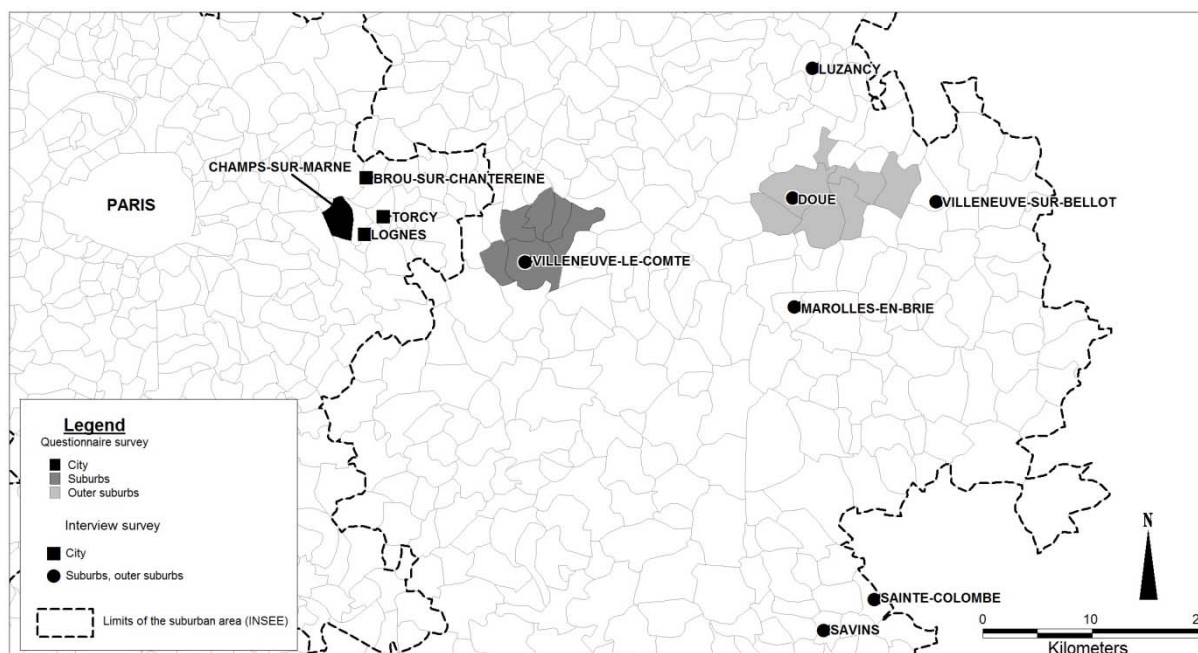 LUZANCY
CHAMPS-SUR-MARNE
BROU-SUR-CHANTEREINE
PARIS
TORCY
LOGNES
DOUE
VILLENEUVE-SUR-BELLOT
VILLENEUVE-LE-COMTE
MAROLLES-EN-BRIE
Legend
Questionnaire survey
City
Suburbs
Outer suburbs
Interview survey
City
Suburbs, outer suburbs
Limits of the suburban area (INSEE)
N
SAINTE-COLOMBE
SAVINS
0 10 2
Kilometers